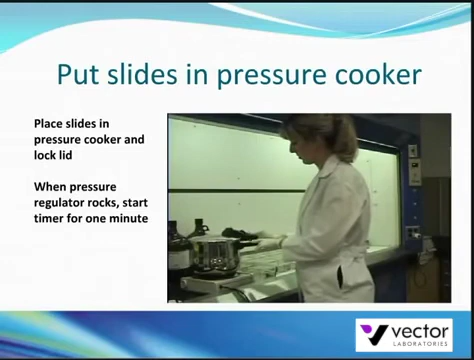 Put slides in pressure cooker
Place slides in
pressure cooker and
lock lid
When pressure
regulator rocks, start
timer for one minute
vector
LABORATORIES